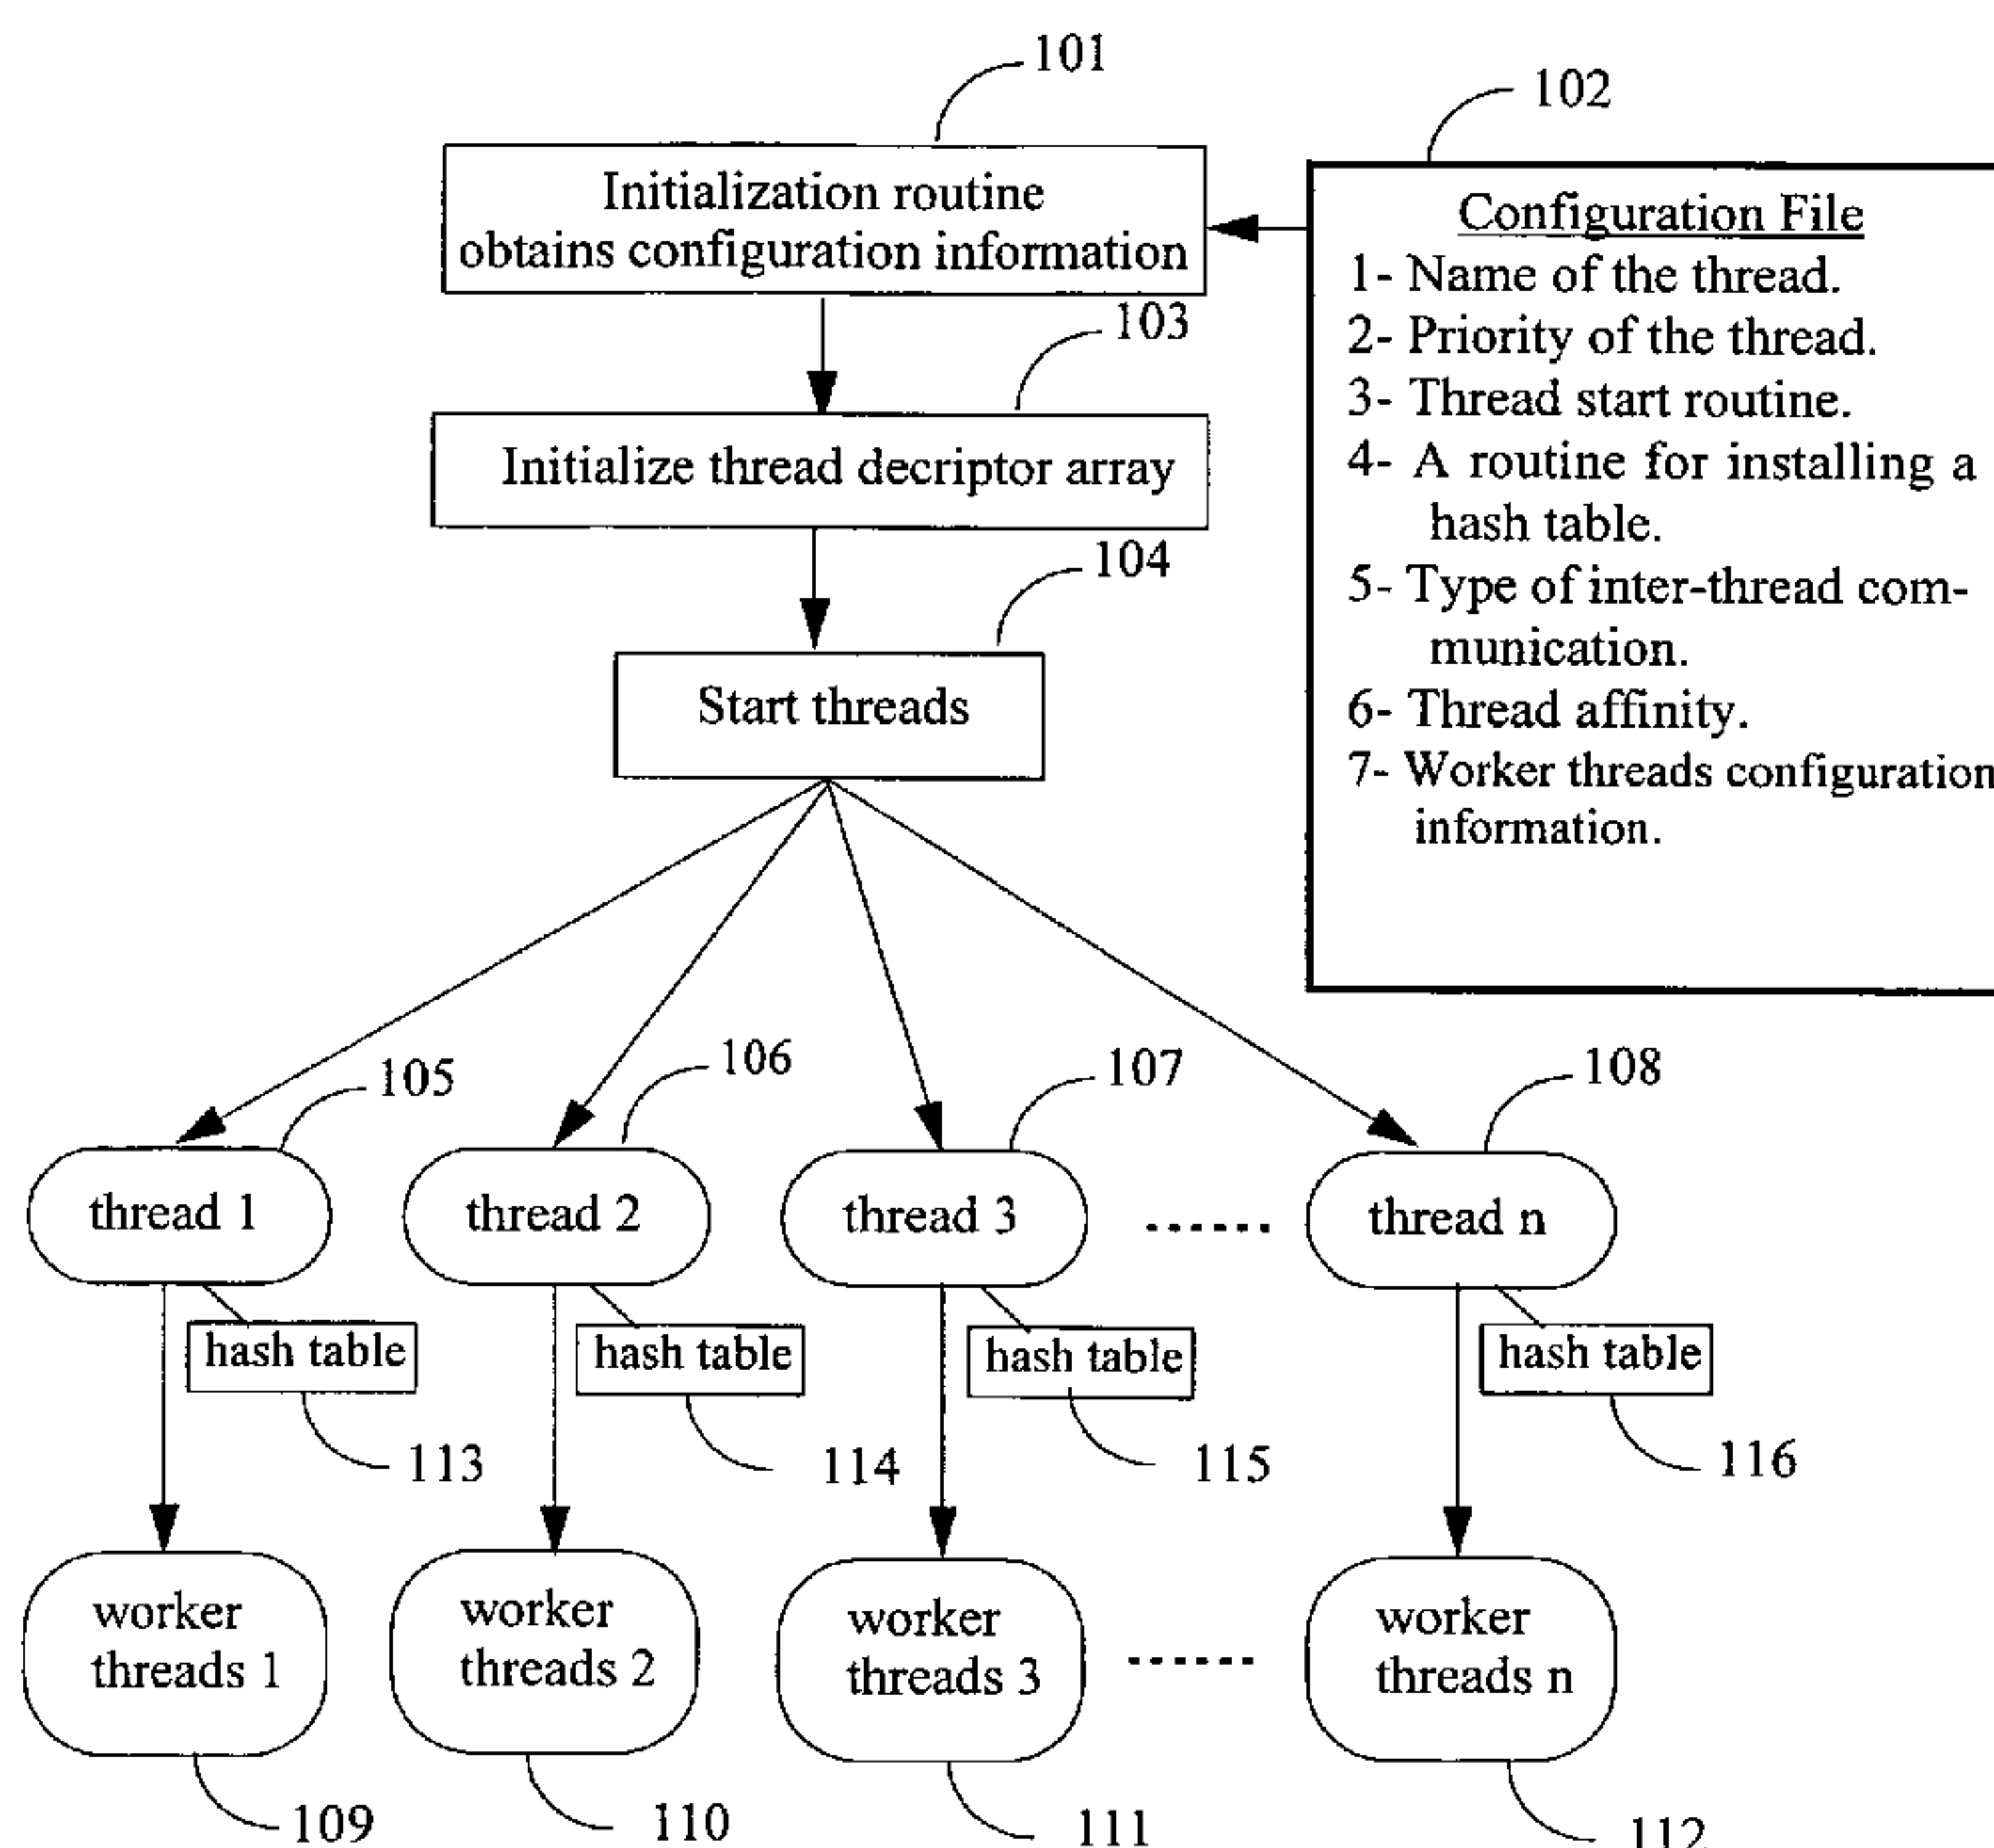 101
102
Initialization routine
obtains configuration information
Configuration File
1- Name of the thread.
2- Priority of the thread.
3- Thread start routine.
4- A routine for installing a
hash table.
5- Type of inter-thread com-
munication.
6- Thread affinity.
7- Worker threads configuration
information.
103
Initialize thread decriptor array
104
Start threads
105
106
107
108
thread 1
thread 2
thread 3
......
thread n
hash table
hash table
hash table
hash table
113
114
115
116
worker
threads 1
worker
threads 2
worker
threads 3
......
worker
threads n
109
110
111
112